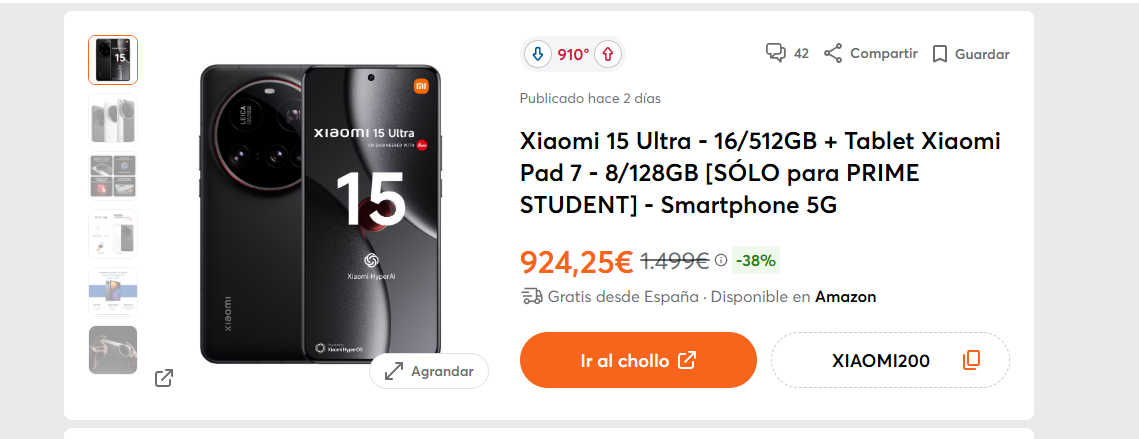 910°
42
Compartir
Guardar
Publicado hace 2 días
Xiaomi 15 Ultra - 16/512GB + Tablet Xiaomi
Pad 7 - 8/128GB [SÓLO para PRIME
STUDENT] - Smartphone 5G
924,25€ 1.499€ -38%
Gratis desde España · Disponible en Amazon
Ir al chollo
XIAOMI200
15
LEICA
xiaomi
mi
xiaomi 15 Ultra
CO-ENGINEERED WITH
15
Xiaomi HyperAI
Xiaomi HyperOS
Agrandar